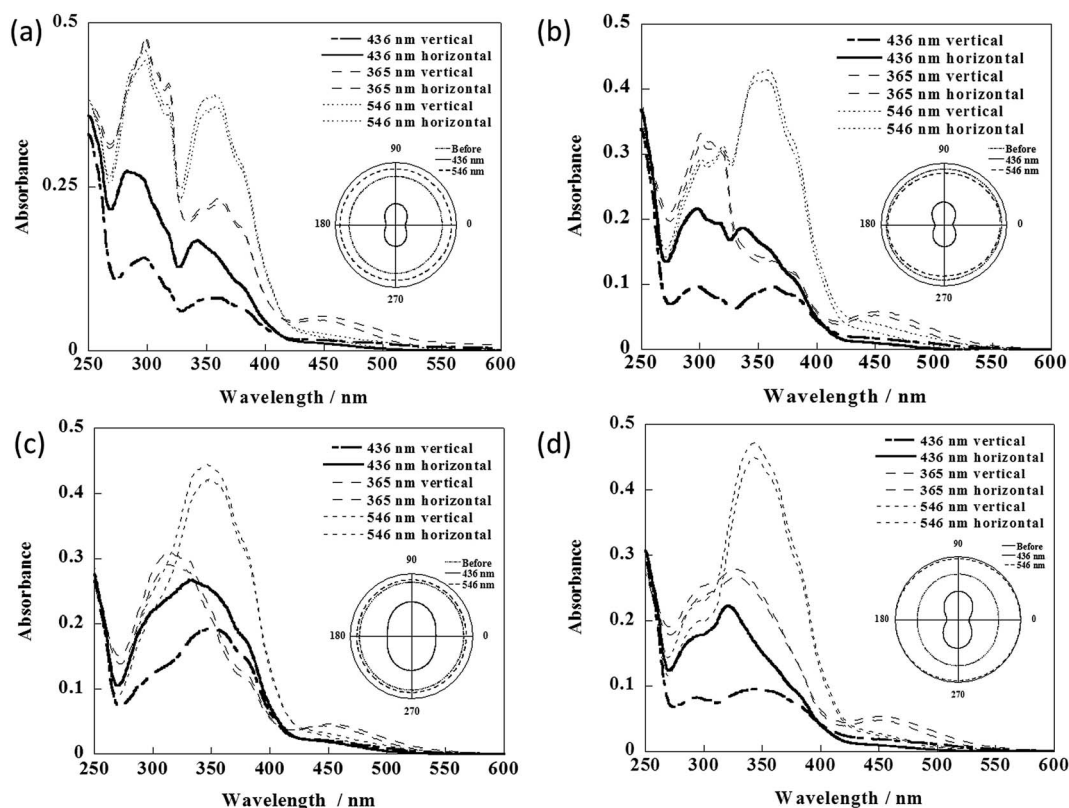 (a)
0.5
0.25
0
250 300 350 400 450 500 550 600
Absorbance
Wavelength / nm
436 nm vertical
436 nm horizontal
365 nm vertical
365 nm horizontal
546 nm vertical
546 nm horizontal
Before
436 nm
546 nm
90
180
0
270
(b)
0.5
0.4
0.3
0.2
0.1
0
250 300 350 400 450 500 550 600
Absorbance
Wavelength / nm
436 nm vertical
436 nm horizontal
365 nm vertical
365 nm horizontal
546 nm vertical
546 nm horizontal
Before
436 nm
546 nm
90
180
0
270
(c)
0.5
0.4
0.3
0.2
0.1
0
250 300 350 400 450 500 550 600
Absorbance
Wavelength / nm
436 nm vertical
436 nm horizontal
365 nm vertical
365 nm horizontal
546 nm vertical
546 nm horizontal
Before
436 nm
546 nm
90
180
0
270
(d)
0.5
0.4
0.3
0.2
0.1
0
250 300 350 400 450 500 550 600
Absorbance
Wavelength / nm
436 nm vertical
436 nm horizontal
365 nm vertical
365 nm horizontal
546 nm vertical
546 nm horizontal
Before
436 nm
546 nm
90
180
0
270